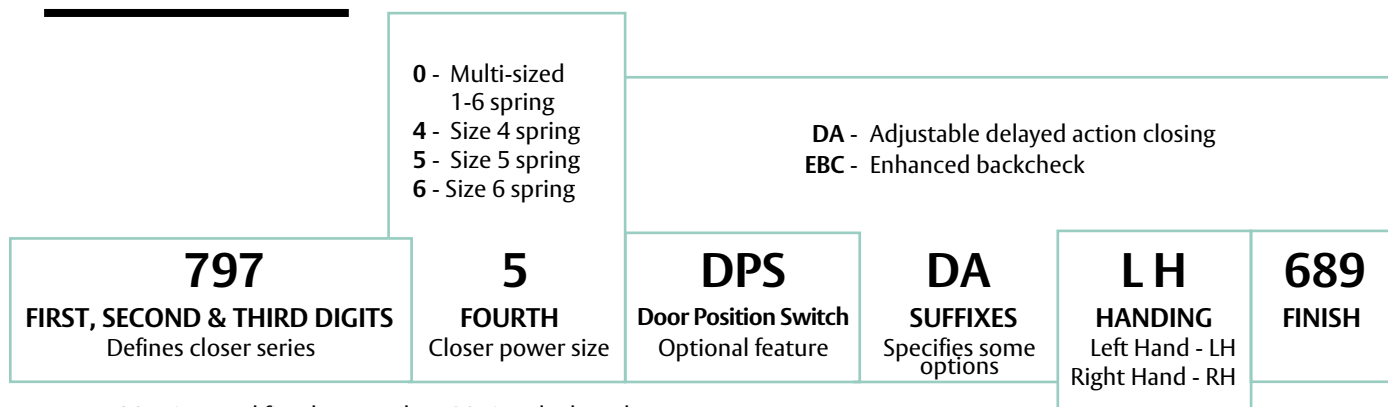 0 - Multi-sized
1-6 spring
4 - Size 4 spring
5 - Size 5 spring
6 - Size 6 spring
DA - Adjustable delayed action closing
EBC - Enhanced backcheck
797
FIRST, SECOND & THIRD DIGITS
Defines closer series
5
FOURTH
Closer power size
DPS
Door Position Switch
Optional feature
DA
SUFFIXES
Specifies some
options
L H
HANDING
Left Hand - LH
Right Hand - RH
689
FINISH